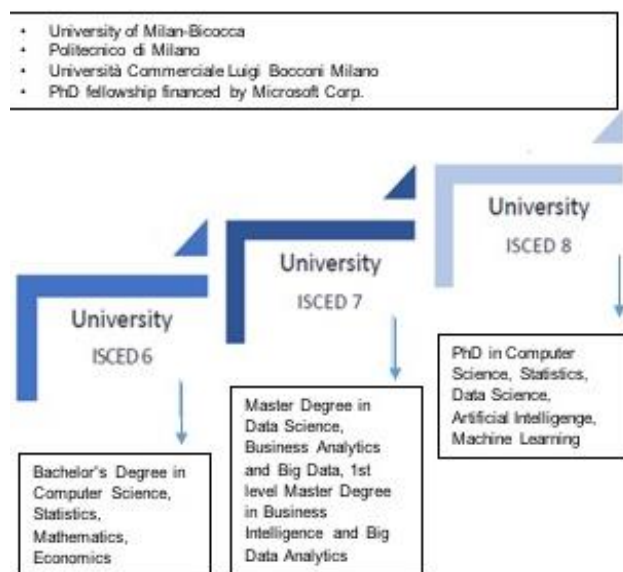 • University of Milan-Bicocca
• Politecnico di Milano
• Università Commerciale Luigi Bocconi Milano
• PhD fellowship financed by Microsoft Corp.
University
ISCED 8
University
ISCED 7
University
ISCED 6
PhD in Computer
Science, Statistics,
Data Science,
Artificial Intelligenge,
Machine Learning
Master Degree in
Data Science,
Business Analytics
and Big Data, 1st
level Master Degree
in Business
Intelligence and Big
Data Analytics
Bachelor's Degree in
Computer Science,
Statistics,
Mathematics,
Economics